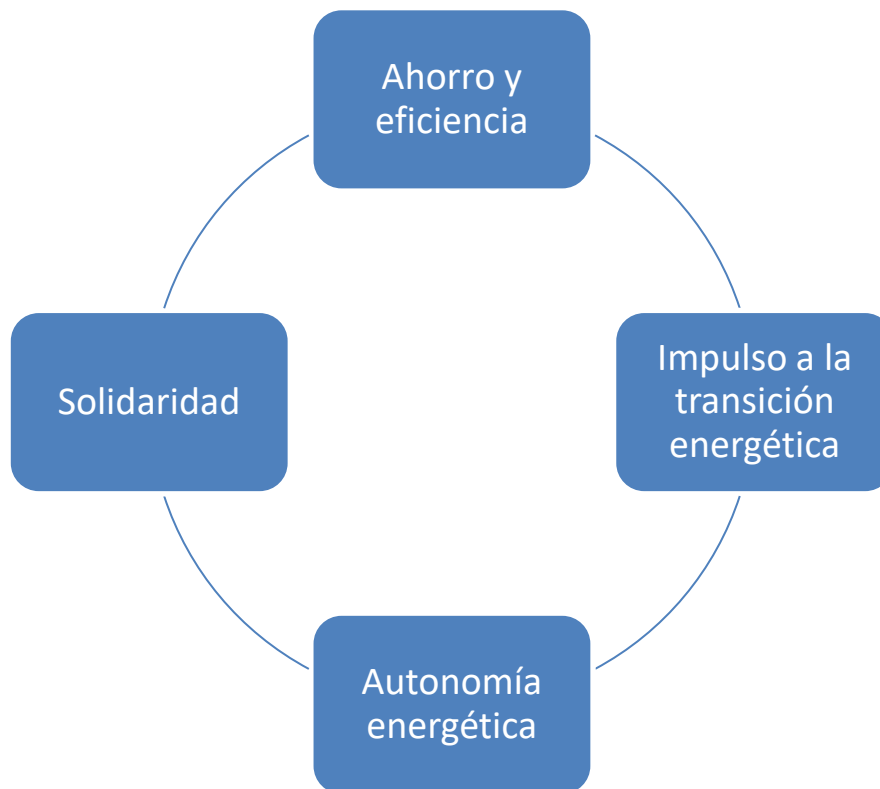 Ahorro y
eficiencia
Impulso a la
transición
energética
Autonomía
energética
Solidaridad